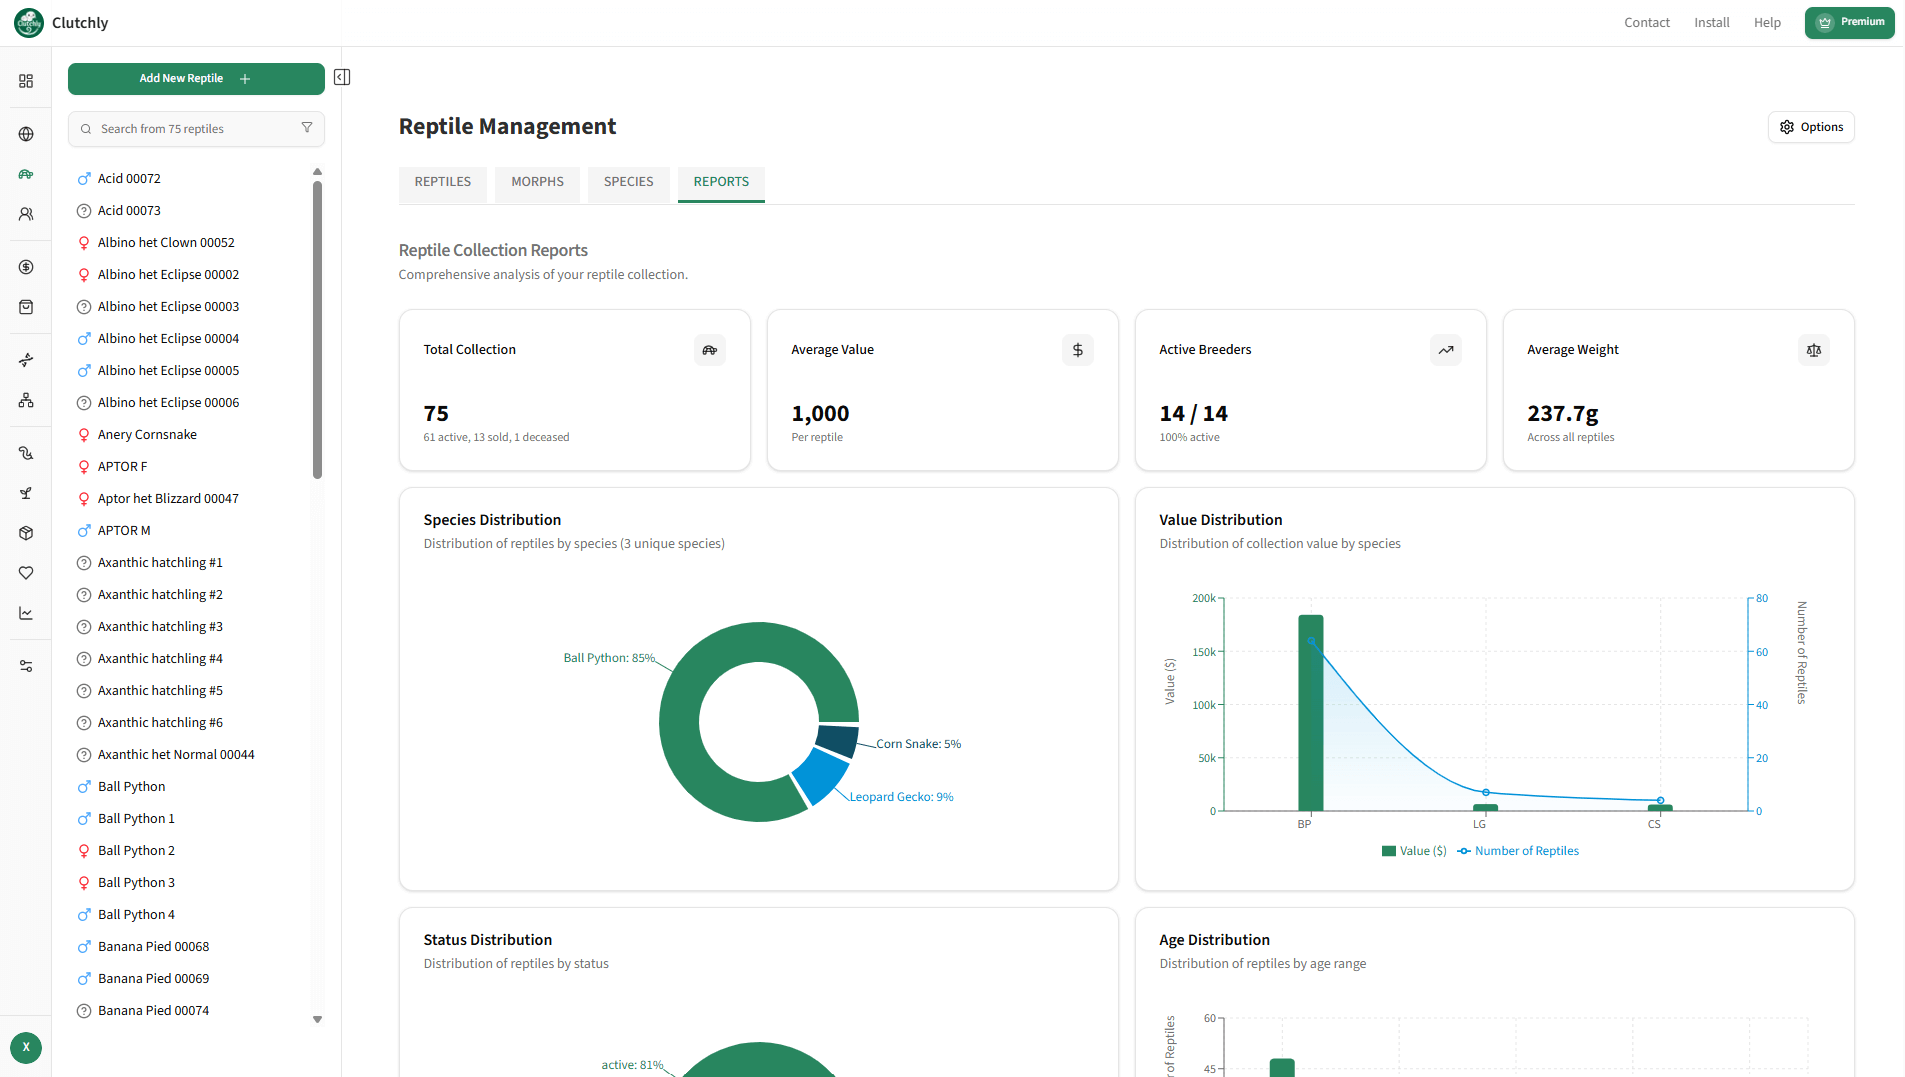 Clutchly
Clutchly
Contact
Install
Help
Premium
Add New Reptile
Search from 75 reptiles
Acid 00072
Acid 00073
Albino het Clown 00052
Albino het Eclipse 00002
Albino het Eclipse 00003
Albino het Eclipse 00004
Albino het Eclipse 00005
Albino het Eclipse 00006
Anery Cornsnake
APTOR F
Aptor het Blizzard 00047
APTOR M
Axanthic hatchling #1
Axanthic hatchling #2
Axanthic hatchling #3
Axanthic hatchling #4
Axanthic hatchling #5
Axanthic hatchling #6
Axanthic het Normal 00044
Ball Python
Ball Python 1
Ball Python 2
Ball Python 3
Ball Python 4
Banana Pied 00068
Banana Pied 00069
Banana Pied 00074
X
Reptile Management
Options
REPTILES
MORPHS
SPECIES
REPORTS
Reptile Collection Reports
Comprehensive analysis of your reptile collection.
Total Collection
75
61 active, 13 sold, 1 deceased
Average Value
1,000
Per reptile
Active Breeders
14 / 14
100% active
Average Weight
237.7g
Across all reptiles
Species Distribution
Distribution of reptiles by species (3 unique species)
Ball Python: 85%
Corn Snake: 5%
Leopard Gecko: 9%
Value Distribution
Distribution of collection value by species
200k
150k
100k
50k
0
Value ($)
80
60
40
20
0
Number of Reptiles
BP
LG
CS
Value ($)
Number of Reptiles
Status Distribution
Distribution of reptiles by status
active: 81%
Age Distribution
Distribution of reptiles by age range
60
45
of Reptiles